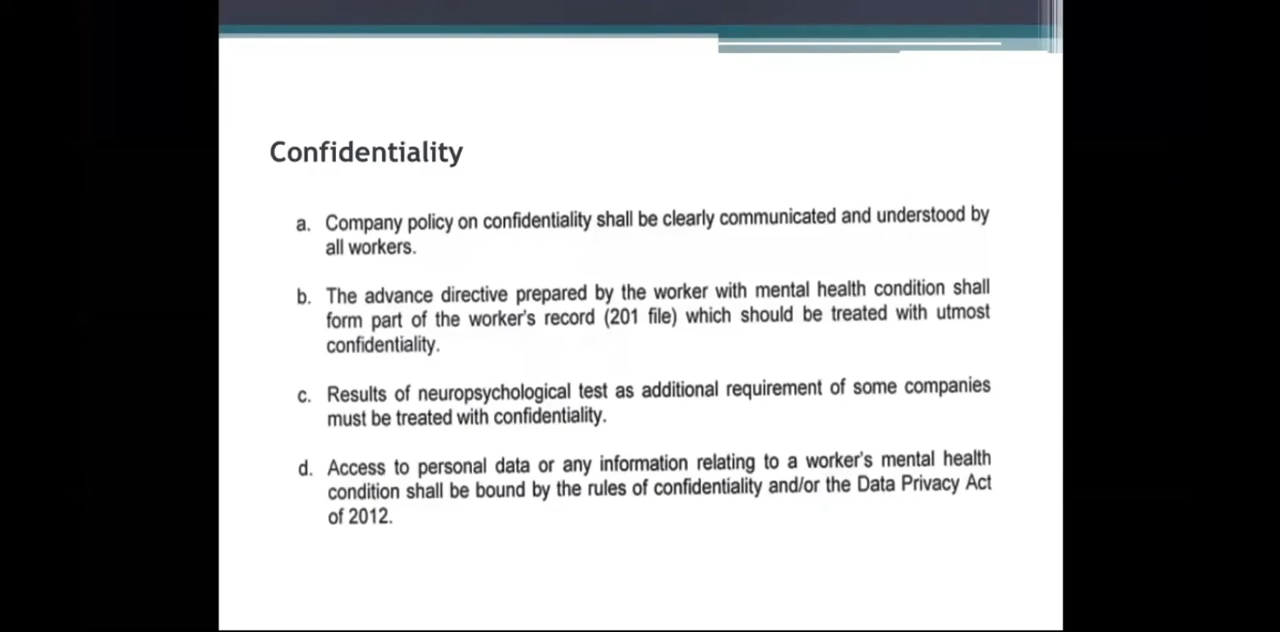 Confidentiality
a. Company policy on confidentiality shall be clearly communicated and understood by
all workers.
b. The advance directive prepared by the worker with mental health condition shall
form part of the worker's record (201 file) which should be treated with utmost
confidentiality.
c. Results of neuropsychological test as additional requirement of some companies
must be treated with confidentiality.
d. Access to personal data or any information relating to a worker's mental health
condition shall be bound by the rules of confidentiality and/or the Data Privacy Act
of 2012.